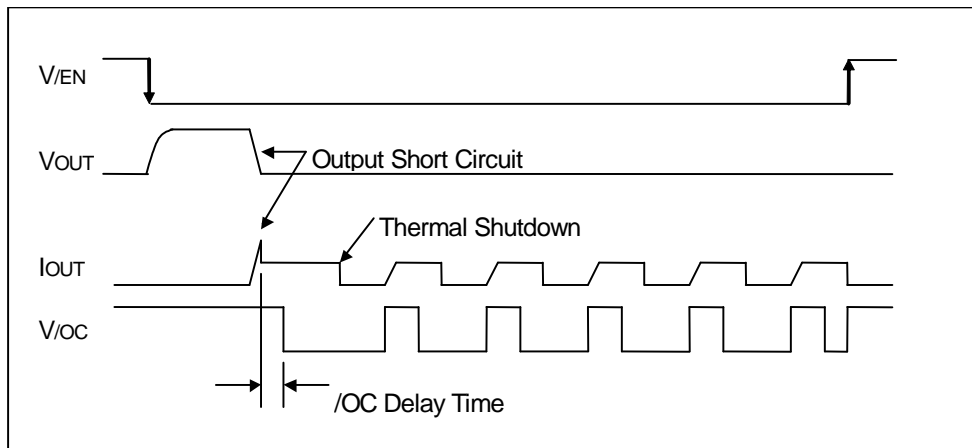 V/EN
VOUT
Output Short Circuit
Thermal Shutdown
IOUT
V/OC
/OC Delay Time